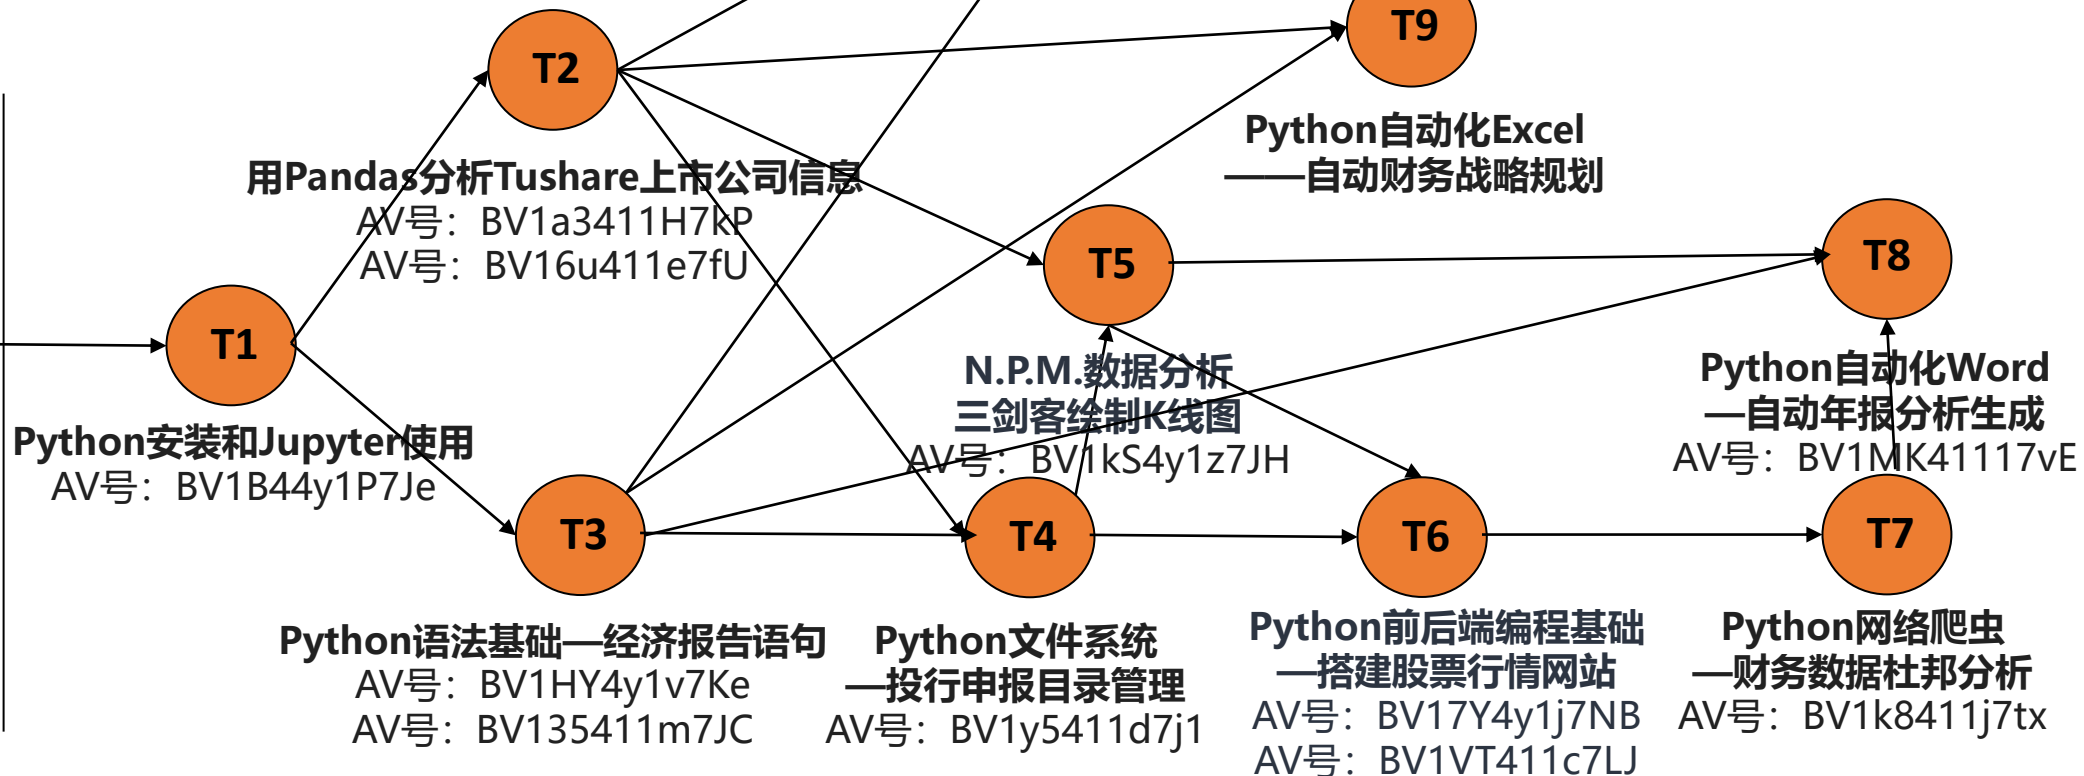 T2
用Pandas分析Tushare上市公司信息
AV号：BV1a3411H7kP
AV号：BV16u411e7fU
T9
Python自动化Excel
——自动财务战略规划
T1
Python安装和Jupyter使用
AV号：BV1B44y1P7Je
T5
N.P.M.数据分析
三剑客绘制K线图
AV号：BV1kS4y1z7JH
T8
Python自动化Word
—自动年报分析生成
AV号：BV1MK41117vE
T3
Python语法基础—经济报告语句
AV号：BV1HY4y1v7Ke
AV号：BV135411m7JC
T4
Python文件系统
—投行申报目录管理
AV号：BV1y5411d7j1
T6
Python前后端编程基础
—搭建股票行情网站
AV号：BV17Y4y1j7NB
AV号：BV1VT411c7LJ
T7
Python网络爬虫
—财务数据杜邦分析
AV号：BV1k8411j7tx